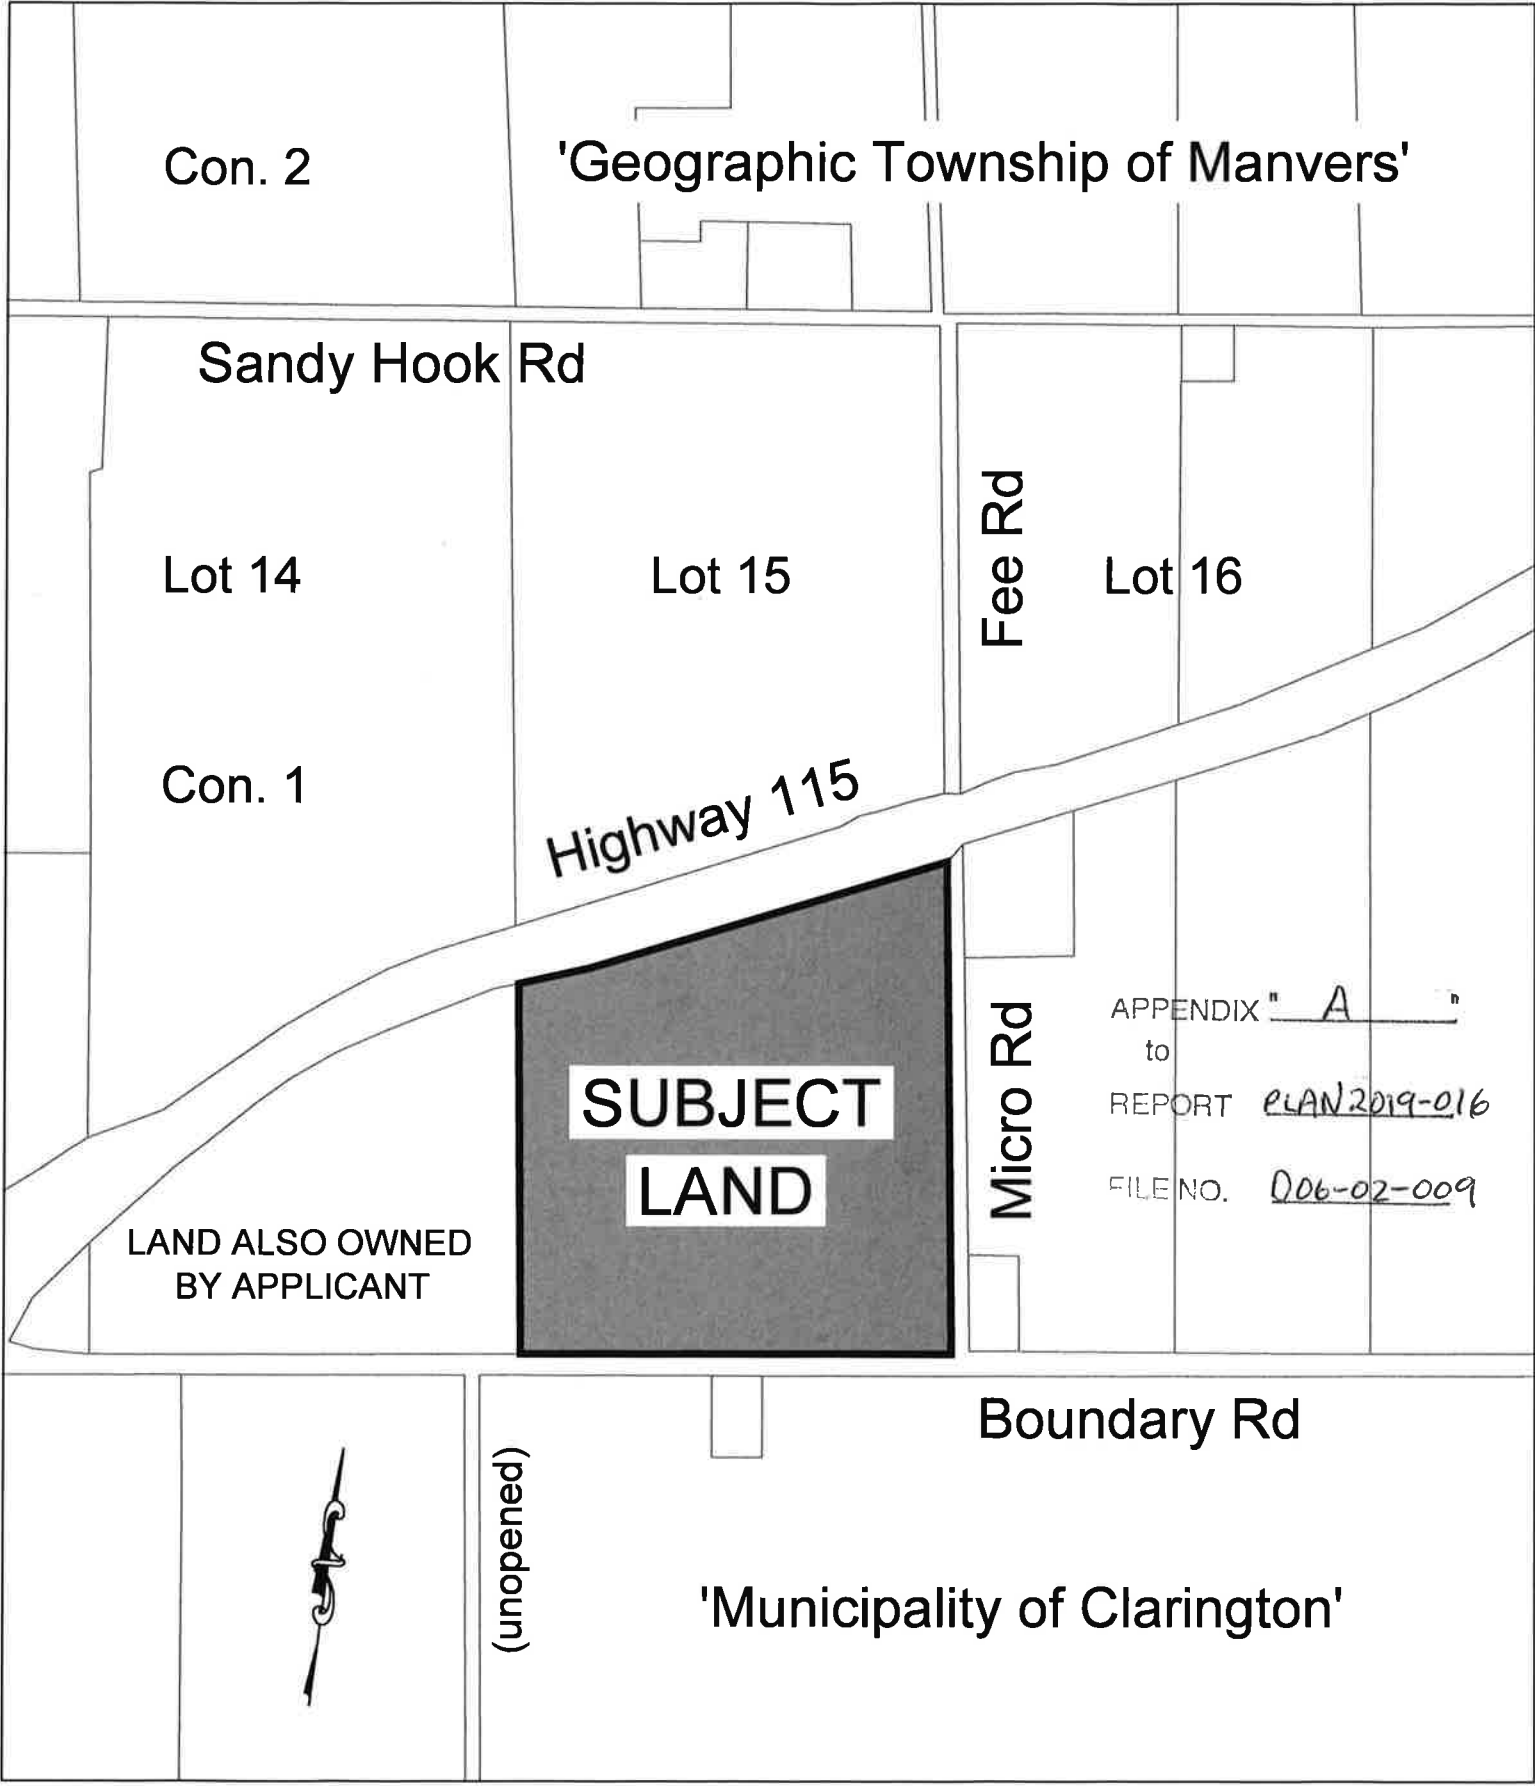 Con. 2
'Geographic Township of Manvers'
Sandy Hook Rd
Fee Rd
Lot 14
Lot 15
Lot 16
Con. 1
Highway 115
SUBJECT
LAND
Micro Rd
APPENDIX " A "
to
REPORT PLAN2019-016
FILE NO. D06-02-009
LAND ALSO OWNED
BY APPLICANT
Boundary Rd
(unopened)
'Municipality of Clarington'